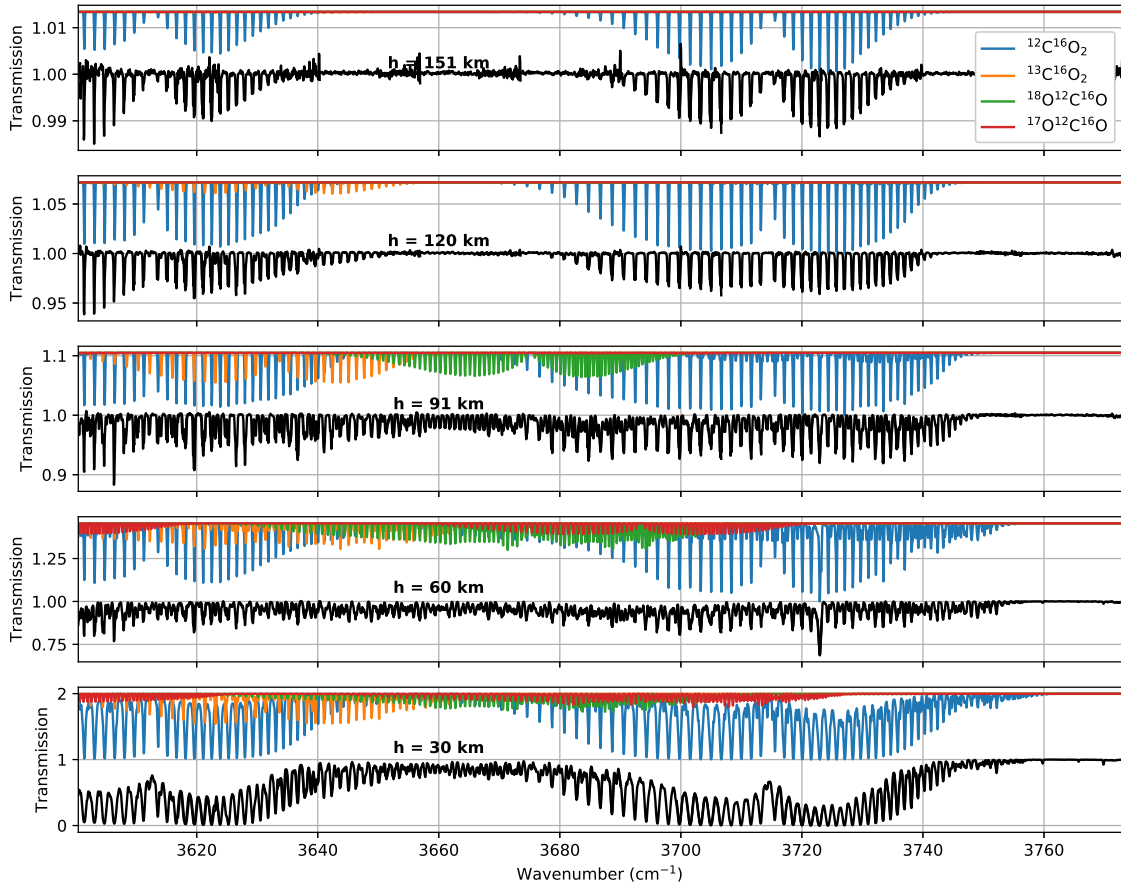 1.01
1.00
0.99
Transmission
h = 151 km
¹²C¹⁶O₂
¹³C¹⁶O₂
¹⁸O¹²C¹⁶O
¹⁷O¹²C¹⁶O
1.05
1.00
0.95
Transmission
h = 120 km
1.1
1.0
0.9
Transmission
h = 91 km
1.25
1.00
0.75
Transmission
h = 60 km
2
1
0
Transmission
h = 30 km
3620 3640 3660 3680 3700 3720 3740 3760
Wavenumber (cm⁻¹)